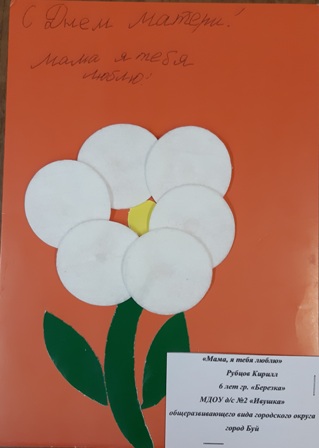 С Днем матери!
мама я тебя
люблю!
«Мама, я тебя люблю»
Рубцов Кирилл
6 лет гр. «Березка»
МДОУ д/с №2 «Ивушка»
общеразвивающего вида городского округа
город Буй